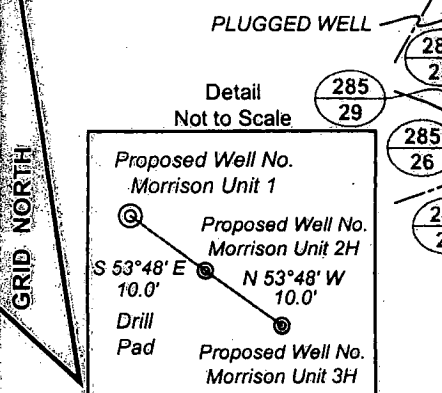 PLUGGED WELL
Detail
Not to Scale
285
29
285
26
GRID NORTH
Proposed Well No.
Morrison Unit 1
Proposed Well No.
Morrison Unit 2H
S 53°48' E
10.0'
N 53°48' W
10.0'
Drill
Pad
Proposed Well No.
Morrison Unit 3H